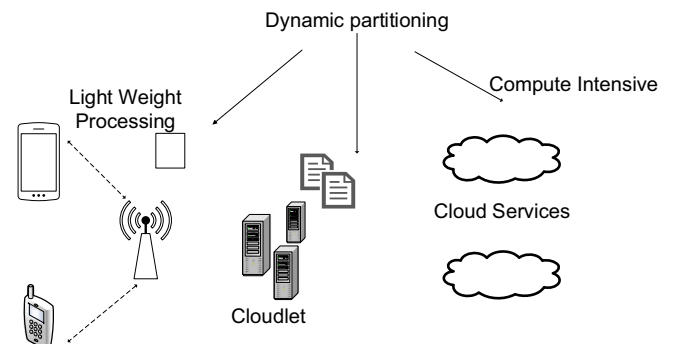 Dynamic partitioning
Compute Intensive
Light Weight
Processing
Cloud Services
Cloudlet